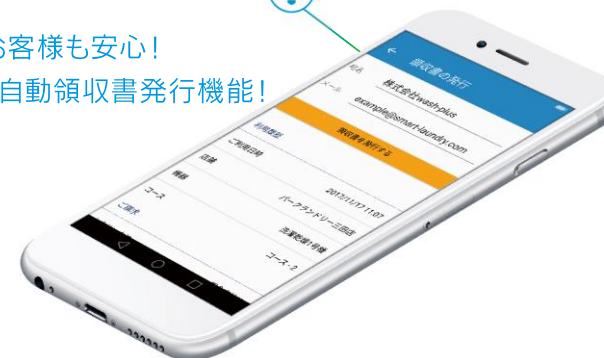 お客様も安心！
自動領収書発行機能！
領収書の発行
宛名
株式会社wash-plus
メール
example@smart-laundry.com
領収書を発行する
利用履歴
ご利用日時 2017/11/17 11:07
店舗 パークランドリー三田店
機器 洗濯乾燥1号機
コース コース・2
ご請求